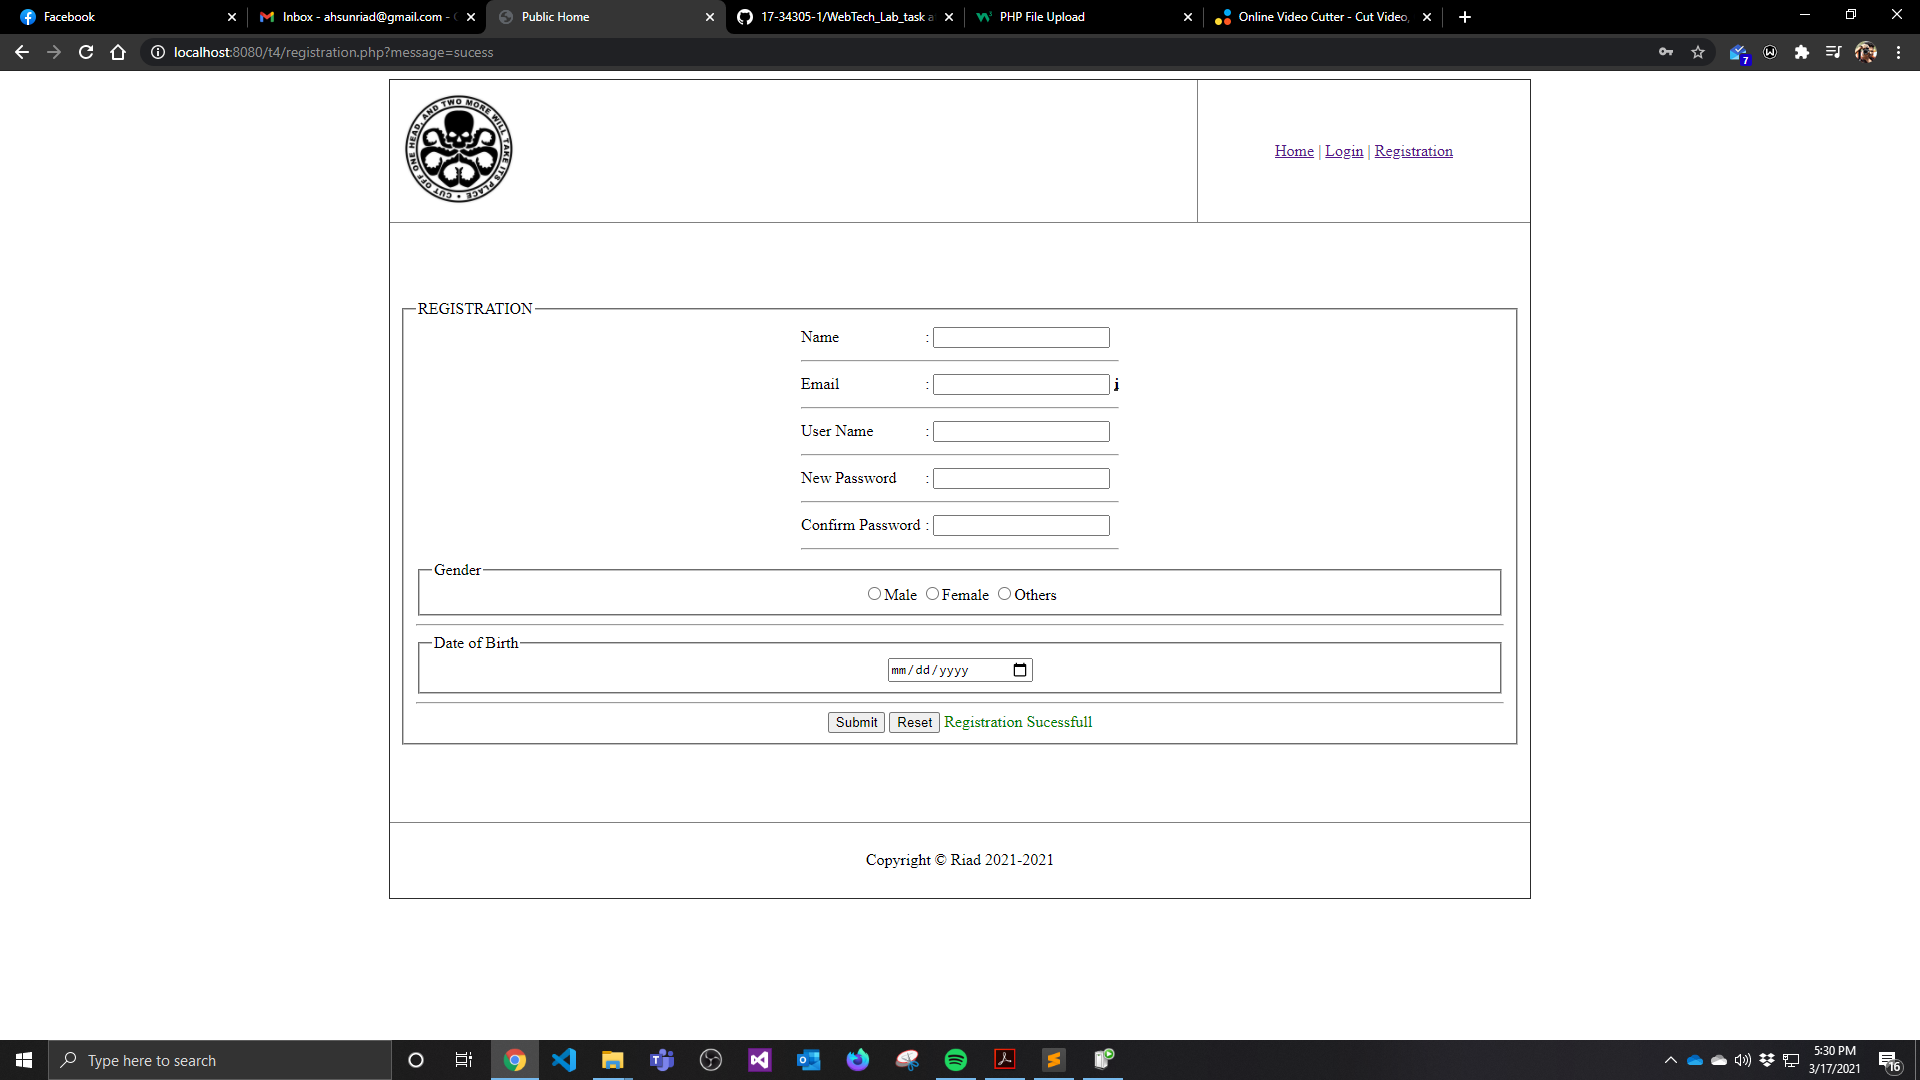 Facebook
Inbox - ahsunriad@gmail.com -
Public Home
17-34305-1/WebTech_Lab_task a
PHP File Upload
Online Video Cutter - Cut Video,
localhost:8080/t4/registration.php?message=sucess
7
CUT OFF ONE HEAD, AND TWO MORE WILL TAKE ITS PLACE
Home | Login | Registration
REGISTRATION
Name :
Email : i
User Name :
New Password :
Confirm Password :
Gender
Male Female Others
Date of Birth
mm/dd/yyyy
Submit Reset Registration Sucessfull
Copyright © Riad 2021-2021
Type here to search
5:30 PM
3/17/2021
16